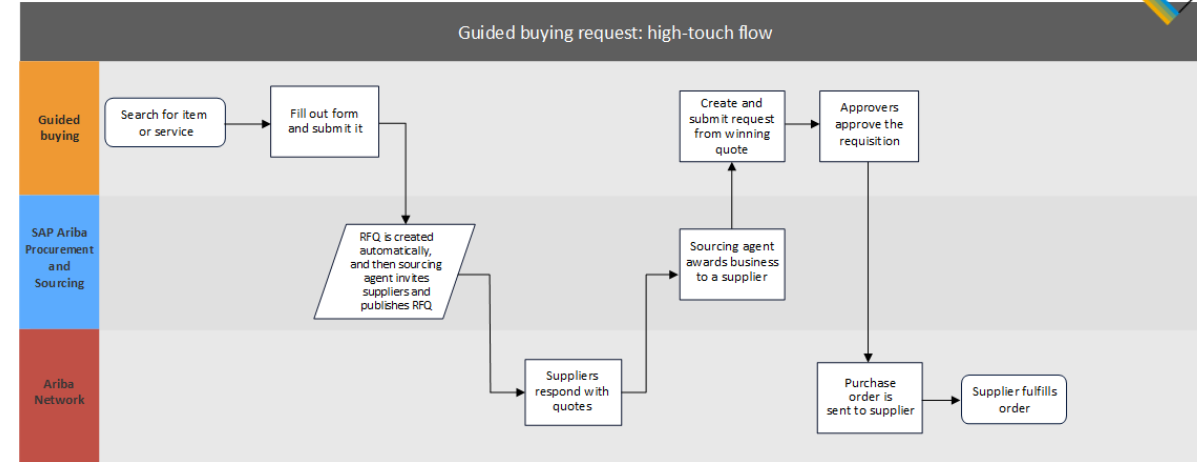 Guided buying request: high-touch flow
Guided
buying
Search for item
or service
Fill out form
and submit it
Create and
submit request
from winning
quote
Approvers
approve the
requisition
SAP Ariba
Procurement
and
Sourcing
RFQ is created
automatically,
and then sourcing
agent invites
suppliers and
publishes RFQ
Sourcing agent
awards business
to a supplier
Ariba
Network
Suppliers
respond with
quotes
Purchase
order is
sent to supplier
Supplier fulfills
order